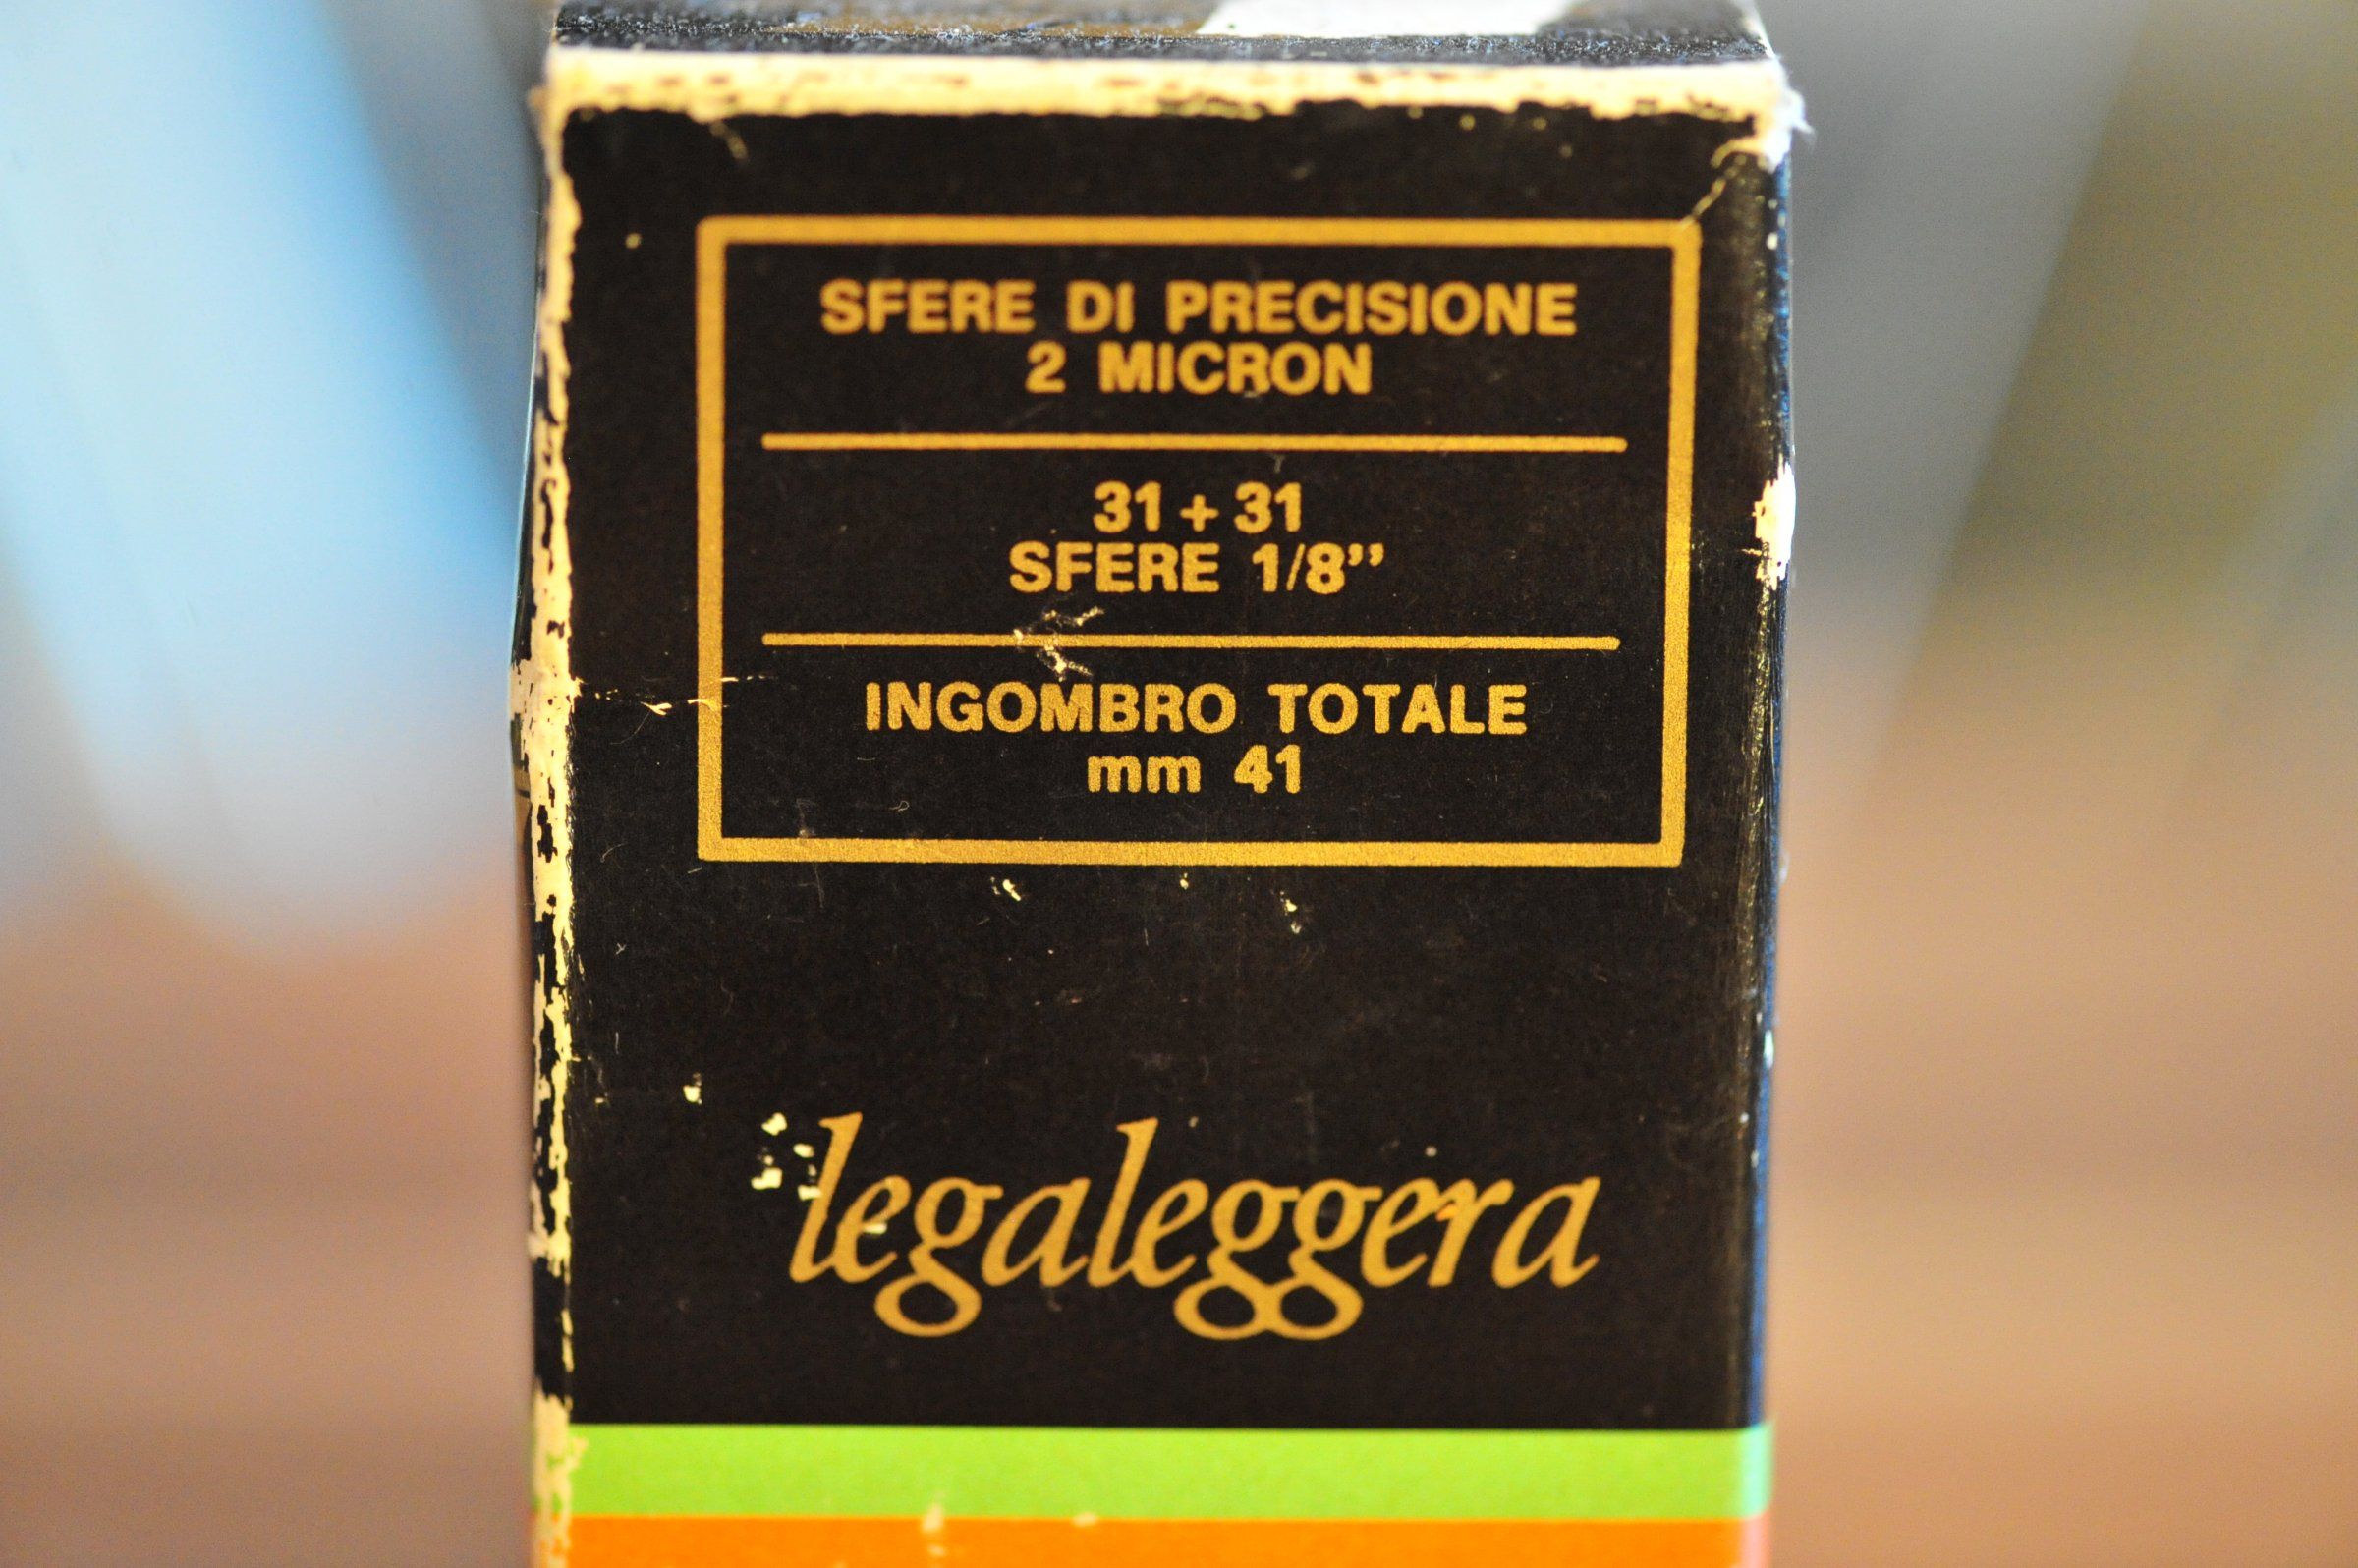 SFERE DI PRECISIONE
2 MICRON
31 + 31
SFERE 1/8”
INGOMBRO TOTALE
mm 41
legaleggera